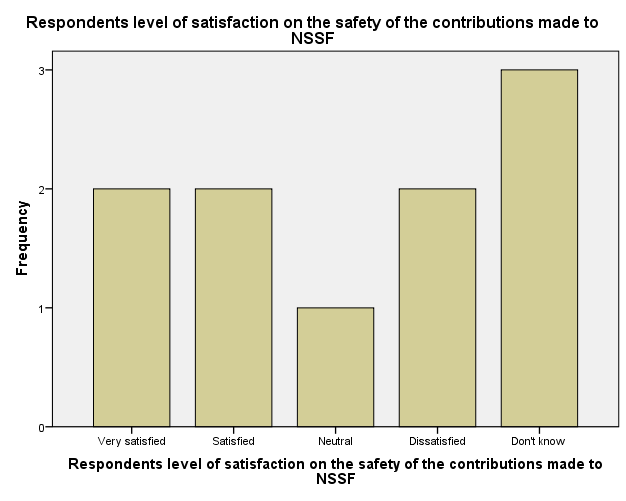 Respondents level of satisfaction on the safety of the contributions made to
NSSF
3
2
1
0
Frequency
Very satisfied
Satisfied
Neutral
Dissatisfied
Don't know
Respondents level of satisfaction on the safety of the contributions made to
NSSF